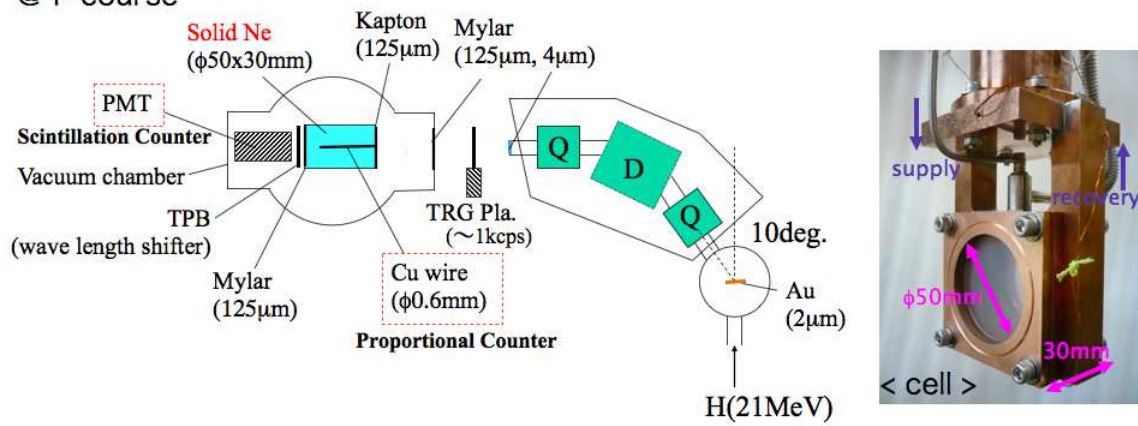 Solid Ne
(ϕ50x30mm)
Kapton
(125μm)
Mylar
(125μm, 4μm)
PMT
Scintillation Counter
Vacuum chamber
TPB
(wave length shifter)
Mylar
(125μm)
Cu wire
(ϕ0.6mm)
Proportional Counter
TRG Pla.
(～1kcps)
Q
D
Q
10deg.
Au
(2μm)
H(21MeV)
supply
recovery
ϕ50mm
30mm
< cell >